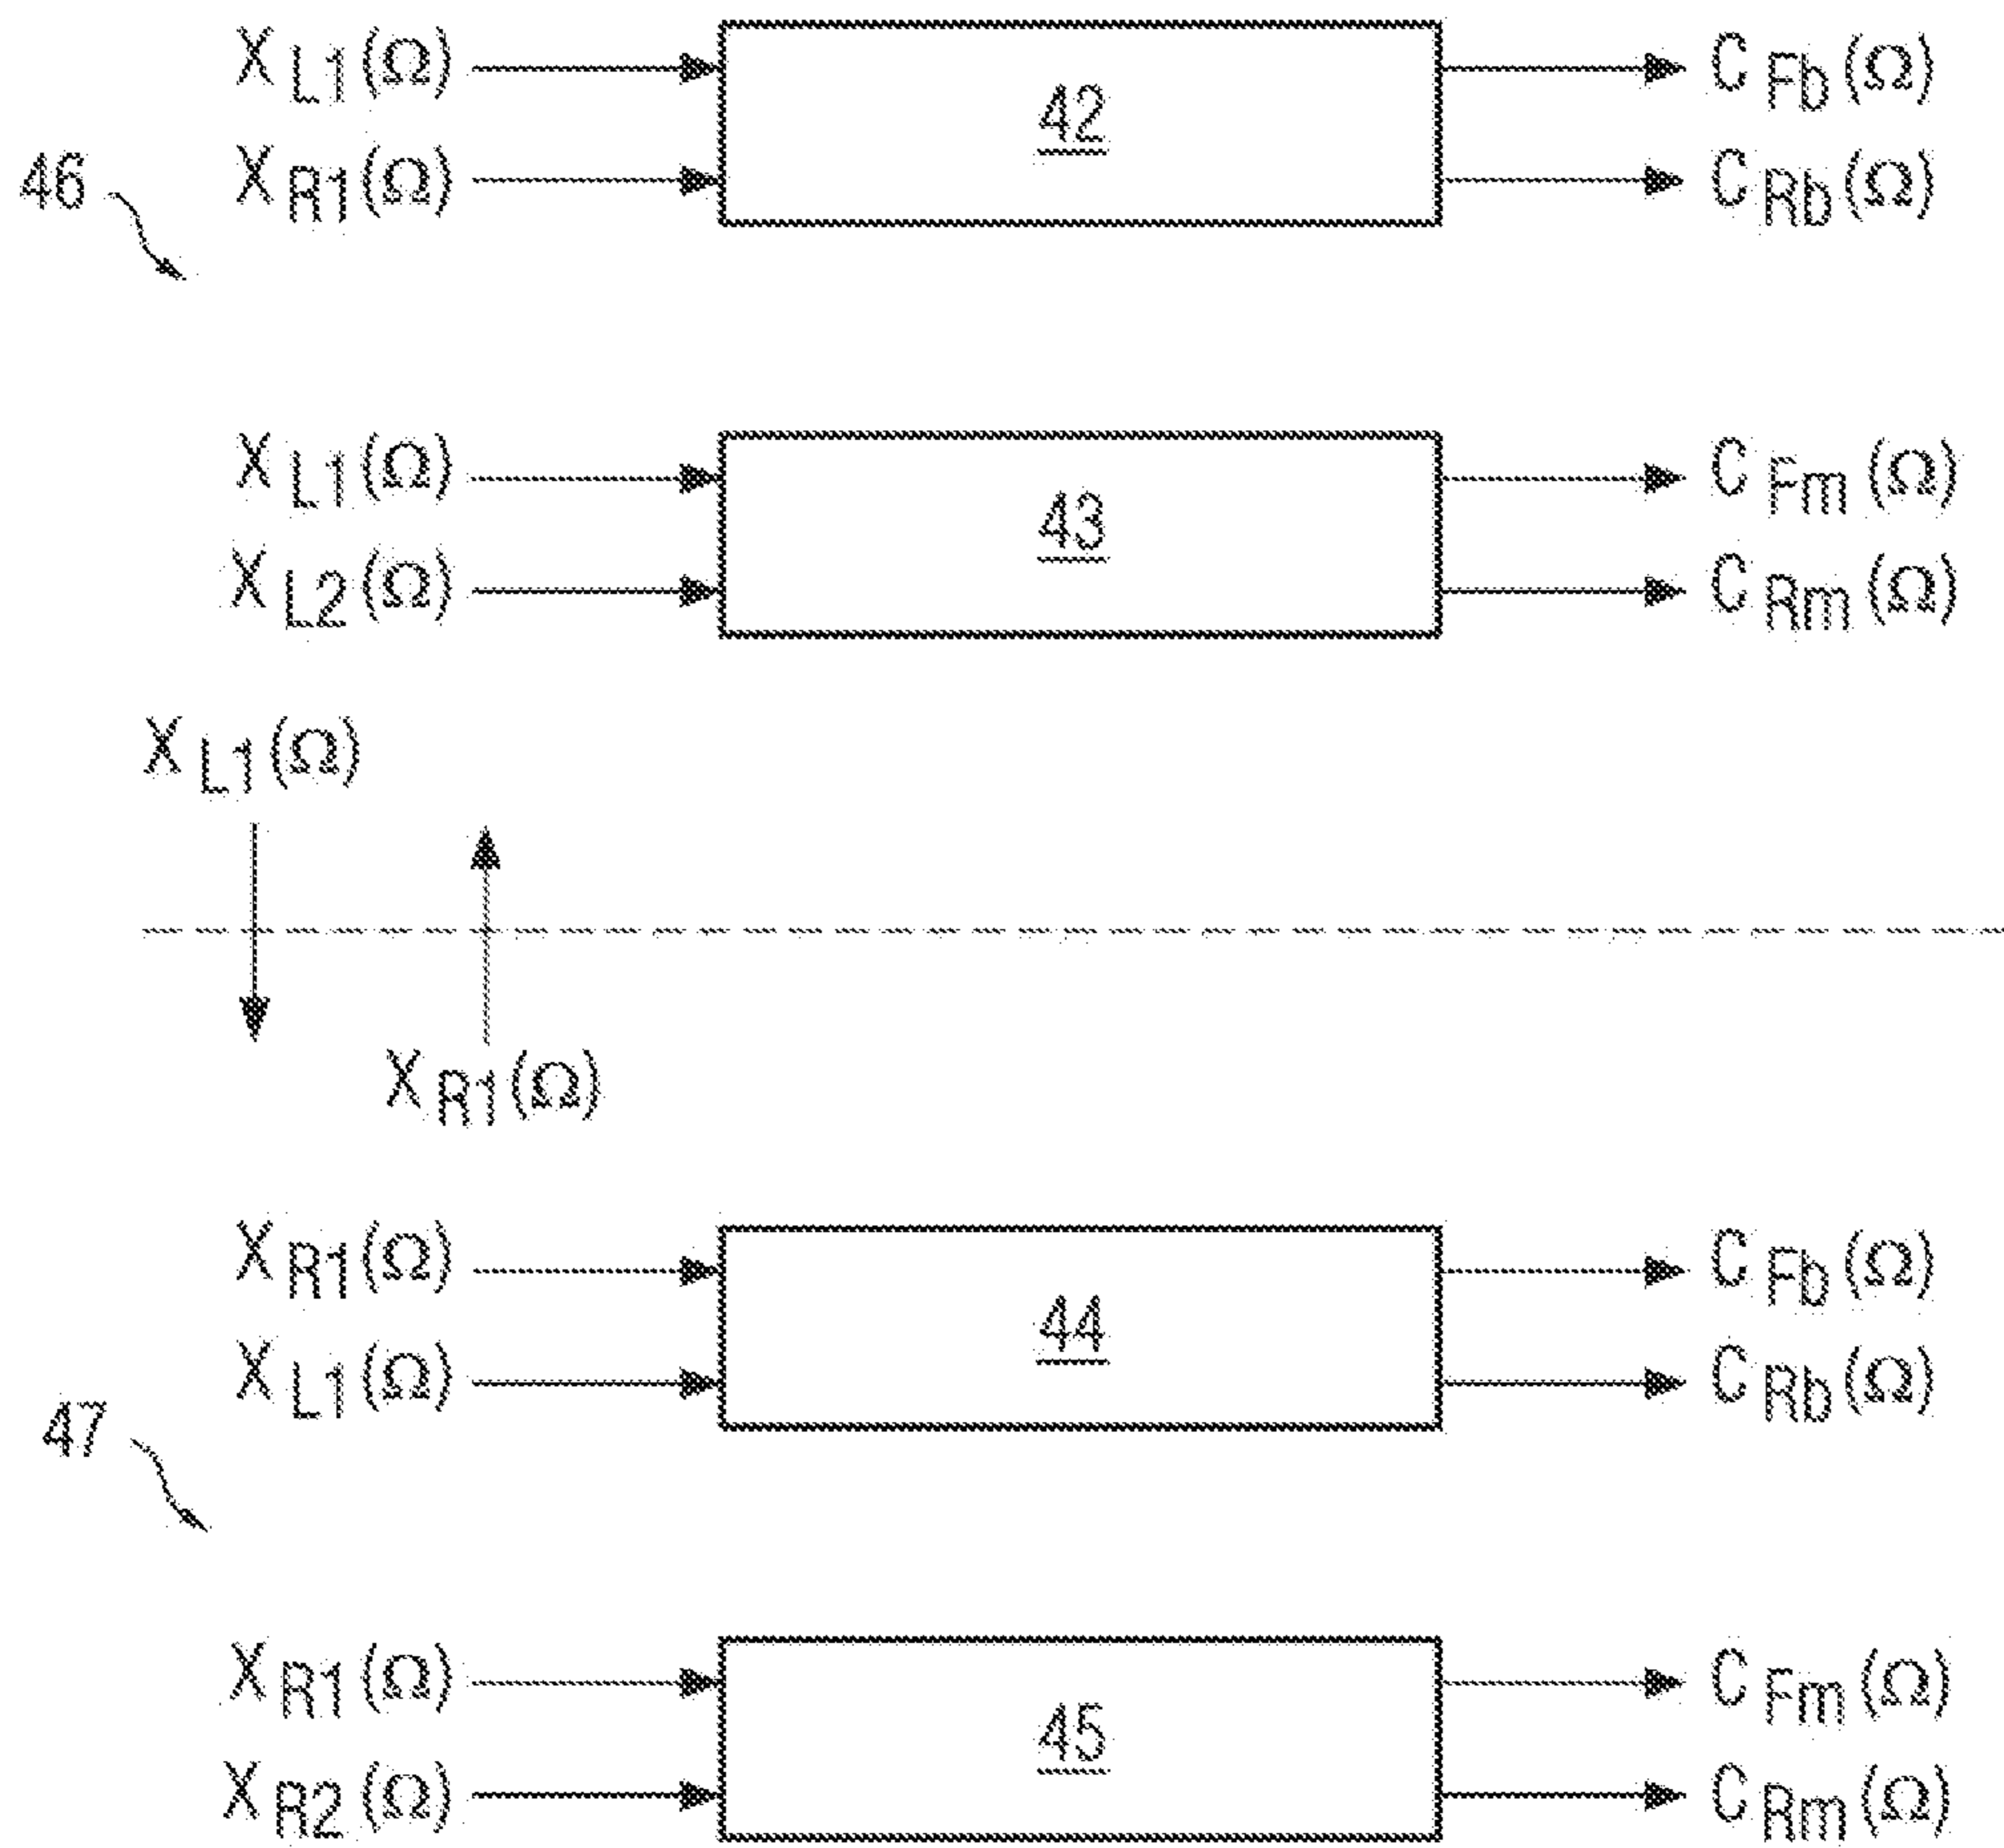 X L1(Ω) 42 C Fb(Ω)
X R1(Ω) C Rb(Ω)
46
X L1(Ω) 43 C Fm(Ω)
X L2(Ω) C Rm(Ω)
X L1(Ω)
X R1(Ω)
X R1(Ω) 44 C Fb(Ω)
X L1(Ω) C Rb(Ω)
47
X R1(Ω) 45 C Fm(Ω)
X R2(Ω) C Rm(Ω)